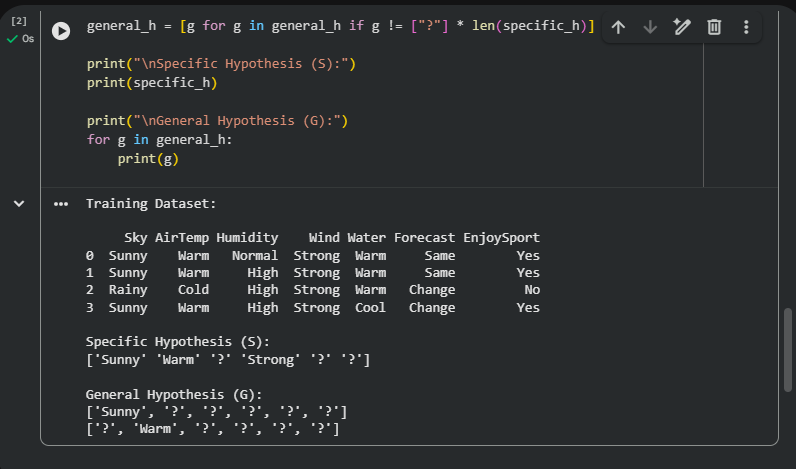 [2]
0s
general_h = [g for g in general_h if g != ["?"] * len(specific_h)]
print("\nSpecific Hypothesis (S):")
print(specific_h)
print("\nGeneral Hypothesis (G):")
for g in general_h:
    print(g)
Training Dataset:
     Sky AirTemp Humidity    Wind Water Forecast EnjoySport
0  Sunny    Warm   Normal  Strong  Warm     Same        Yes
1  Sunny    Warm     High  Strong  Warm     Same        Yes
2  Rainy    Cold     High  Strong  Warm   Change         No
3  Sunny    Warm     High  Strong  Cool   Change        Yes
Specific Hypothesis (S):
['Sunny' 'Warm' '?' 'Strong' '?' '?']
General Hypothesis (G):
['Sunny', '?', '?', '?', '?', '?']
['?', 'Warm', '?', '?', '?', '?']